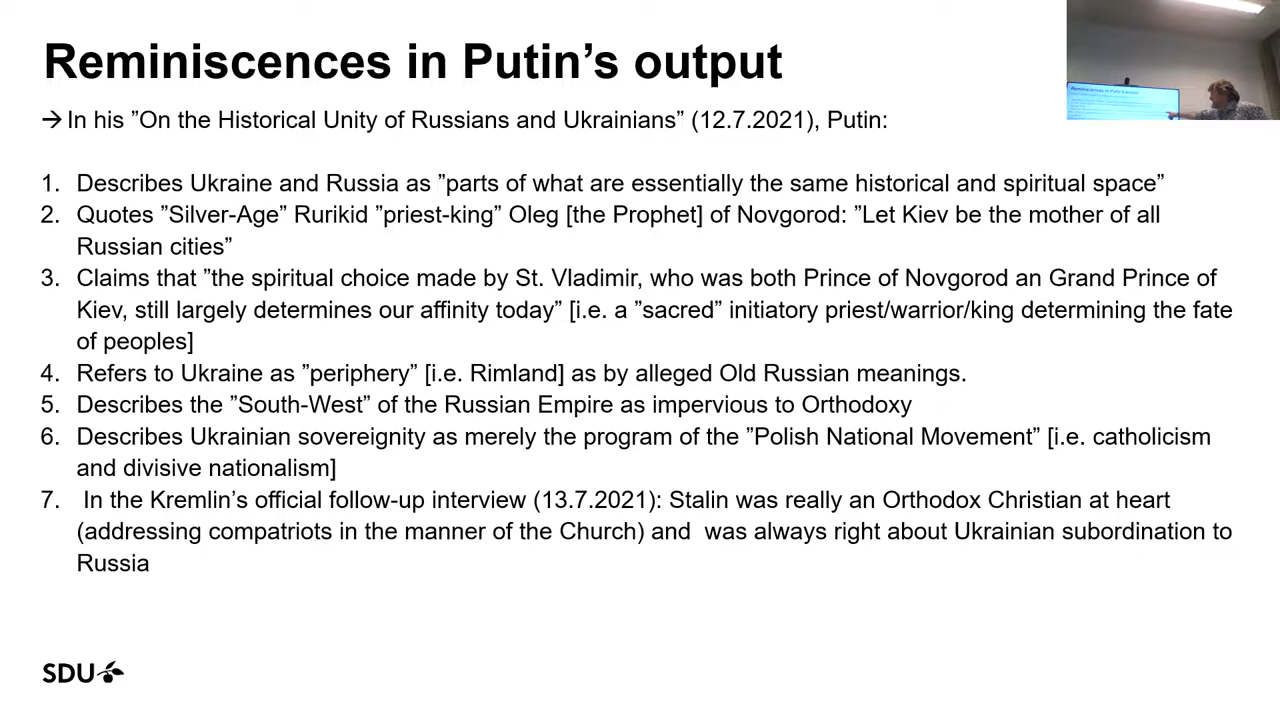 Reminiscences in Putin’s output
→ In his ”On the Historical Unity of Russians and Ukrainians” (12.7.2021), Putin:
1. Describes Ukraine and Russia as ”parts of what are essentially the same historical and spiritual space”
2. Quotes ”Silver-Age” Rurikid ”priest-king” Oleg [the Prophet] of Novgorod: ”Let Kiev be the mother of all
Russian cities”
3. Claims that ”the spiritual choice made by St. Vladimir, who was both Prince of Novgorod an Grand Prince of
Kiev, still largely determines our affinity today” [i.e. a ”sacred” initiatory priest/warrior/king determining the fate
of peoples]
4. Refers to Ukraine as ”periphery” [i.e. Rimland] as by alleged Old Russian meanings.
5. Describes the ”South-West” of the Russian Empire as impervious to Orthodoxy
6. Describes Ukrainian sovereignty as merely the program of the ”Polish National Movement” [i.e. catholicism
and divisive nationalism]
7. In the Kremlin’s official follow-up interview (13.7.2021): Stalin was really an Orthodox Christian at heart
(addressing compatriots in the manner of the Church) and was always right about Ukrainian subordination to
Russia
SDU
Reminiscences in Putin's output